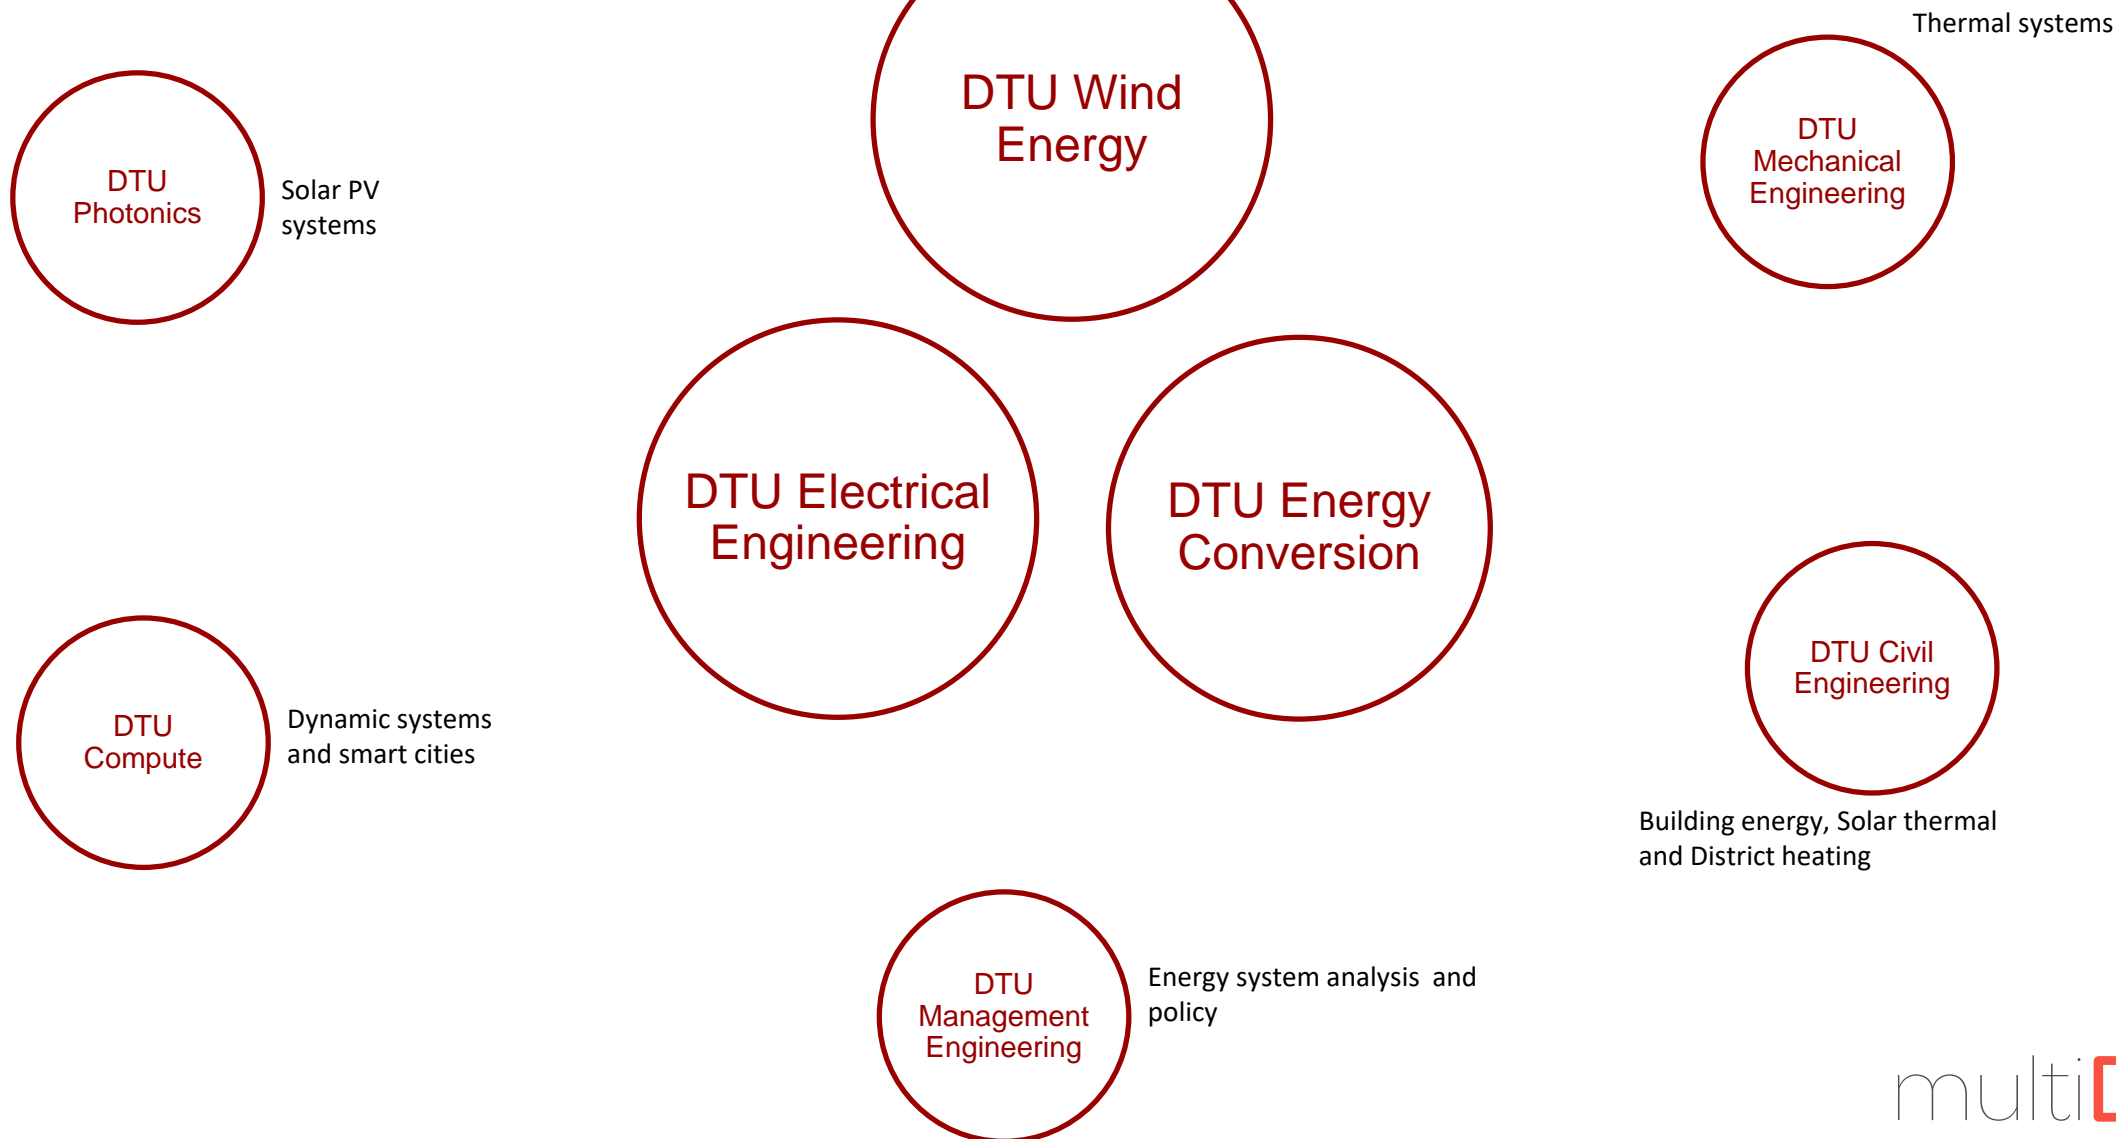 Thermal systems
DTU Wind
Energy
DTU
Mechanical
Engineering
DTU
Photonics
Solar PV
systems
DTU Electrical
Engineering
DTU Energy
Conversion
DTU Civil
Engineering
DTU
Compute
Dynamic systems
and smart cities
Building energy, Solar thermal
and District heating
DTU
Management
Engineering
Energy system analysis  and
policy
multi